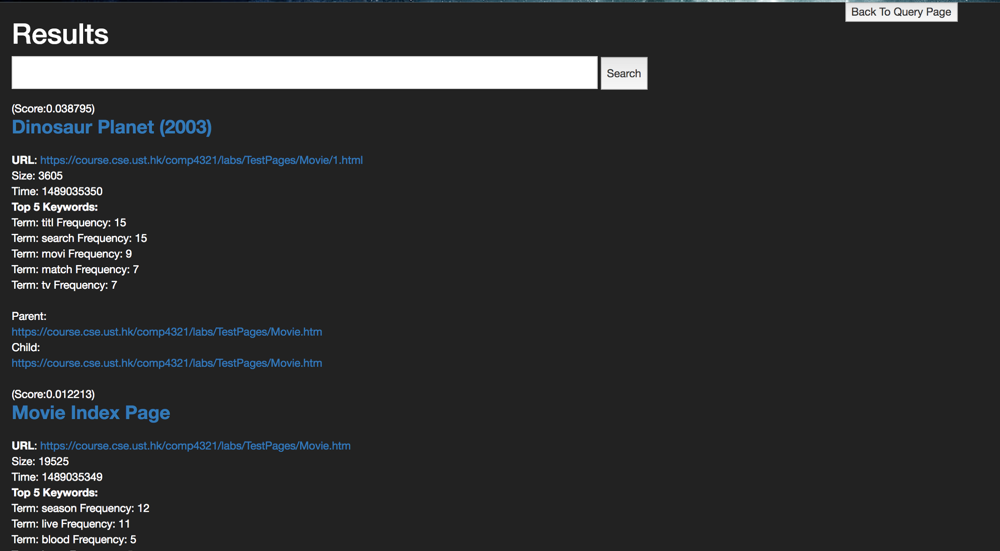 Back To Query Page
Results
Search
(Score:0.038795)
Dinosaur Planet (2003)
URL: https://course.cse.ust.hk/comp4321/labs/TestPages/Movie/1.html
Size: 3605
Time: 1489035350
Top 5 Keywords:
Term: titl Frequency: 15
Term: search Frequency: 15
Term: movi Frequency: 9
Term: match Frequency: 7
Term: tv Frequency: 7
Parent:
https://course.cse.ust.hk/comp4321/labs/TestPages/Movie.htm
Child:
https://course.cse.ust.hk/comp4321/labs/TestPages/Movie.htm
(Score:0.012213)
Movie Index Page
URL: https://course.cse.ust.hk/comp4321/labs/TestPages/Movie.htm
Size: 19525
Time: 1489035349
Top 5 Keywords:
Term: season Frequency: 12
Term: live Frequency: 11
Term: blood Frequency: 5